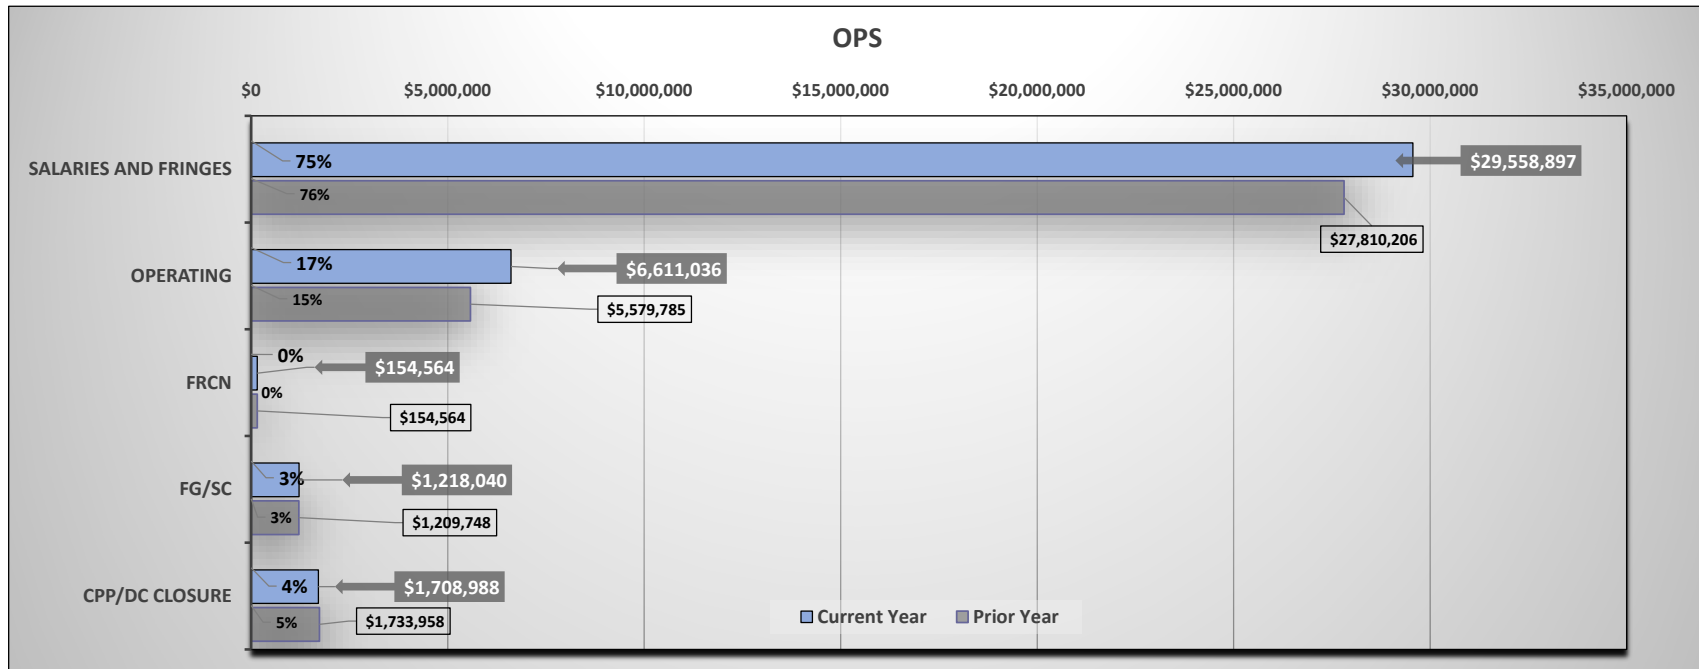 OPS
$0 $5,000,000 $10,000,000 $15,000,000 $20,000,000 $25,000,000 $30,000,000 $35,000,000
SALARIES AND FRINGES 75% $29,558,897
76%
$27,810,206
OPERATING 17% $6,611,036
15% $5,579,785
0% $154,564
FRCN
0%
$154,564
FG/SC 3% $1,218,040
3% $1,209,748
CPP/DC CLOSURE 4% $1,708,988
5% $1,733,958
Current Year Prior Year